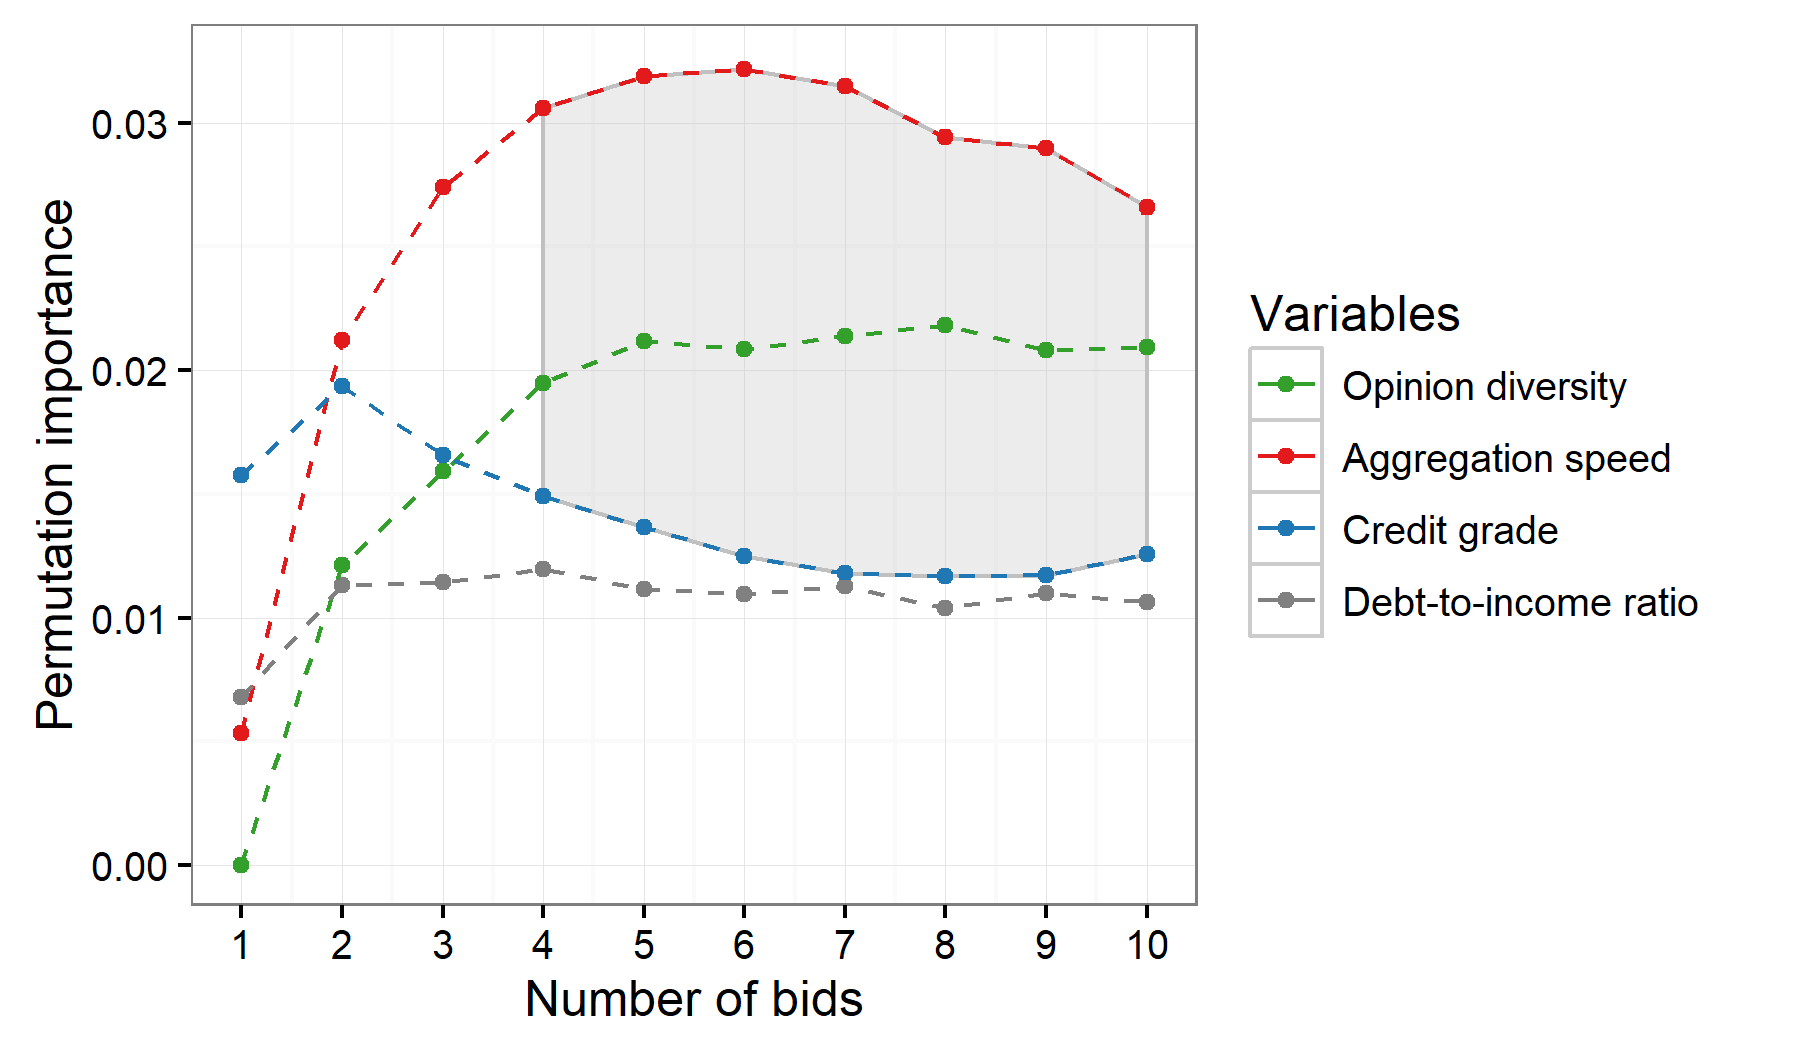 Permutation importance
0.03
0.02
0.01
0.00
1 2 3 4 5 6 7 8 9 10
Number of bids
Variables
Opinion diversity
Aggregation speed
Credit grade
Debt-to-income ratio